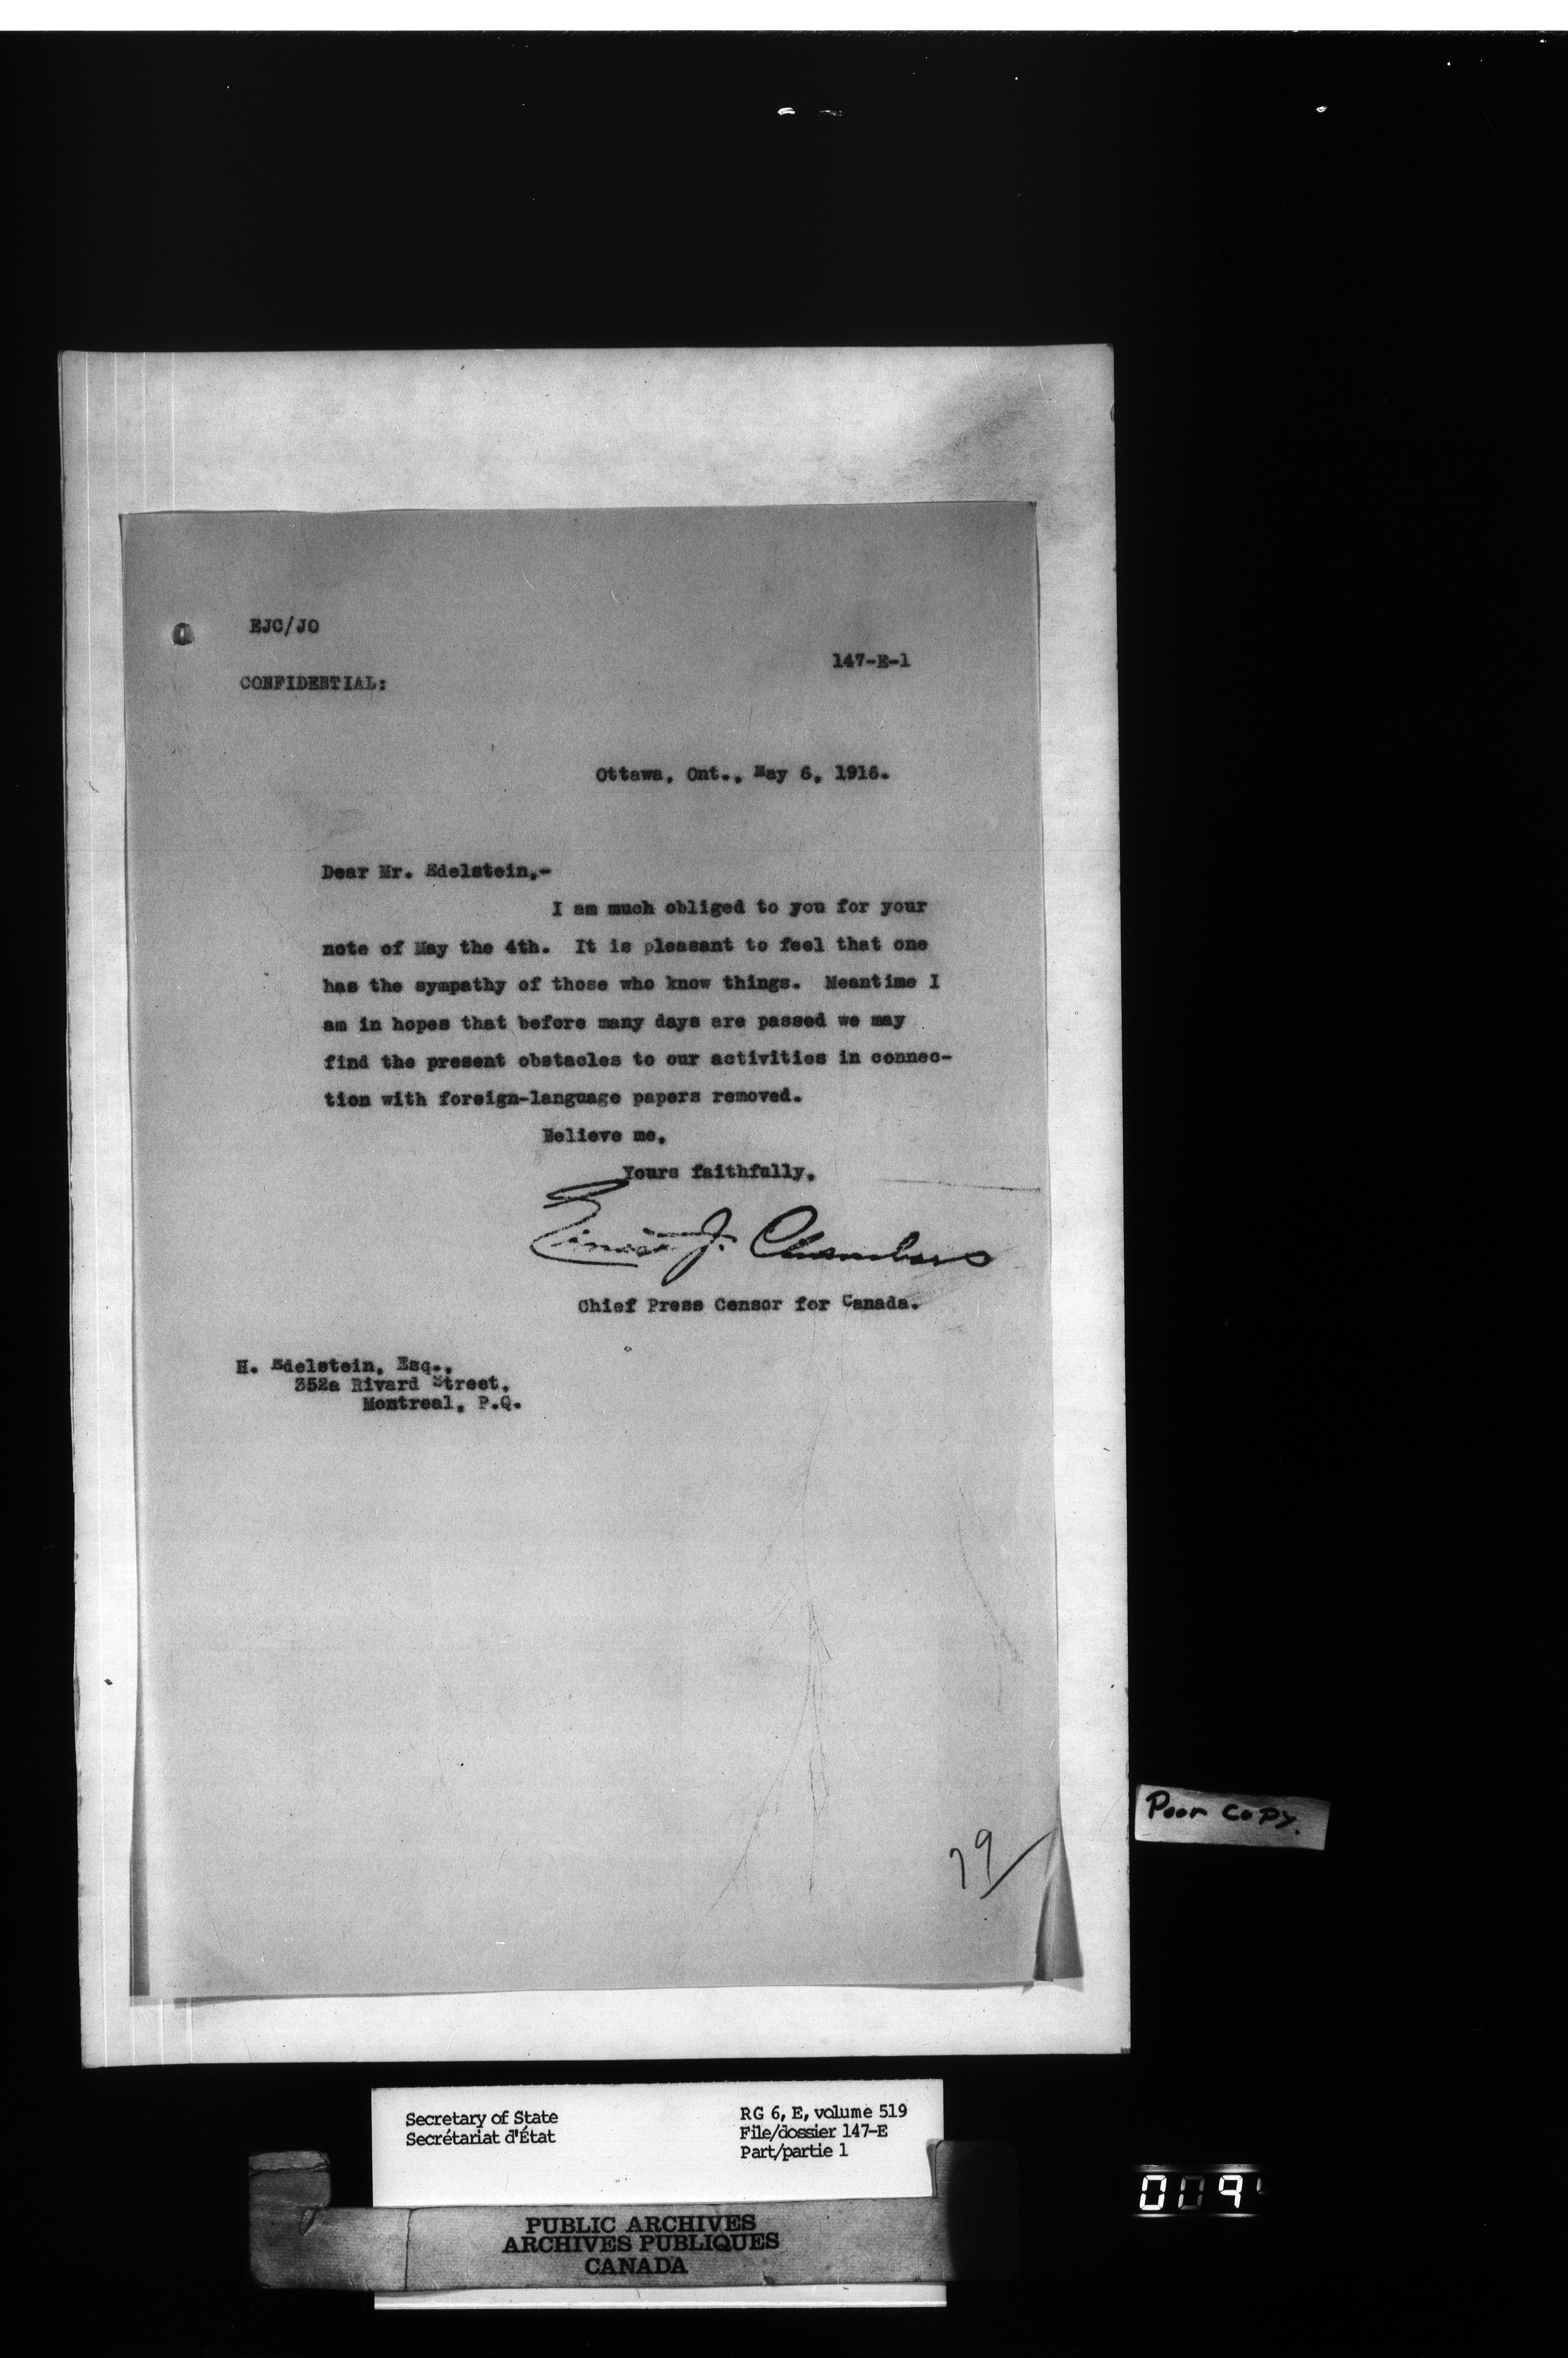 EJC/JO
147-E-1
CONFIDENTIAL:
Ottawa, Ont., May 6, 1916.
Dear Mr. Edelstein,-
I am much obliged to you for your
note of May the 4th. It is pleasant to feel that one
has the sympathy of those who know things. Meantime I
am in hopes that before many days are passed we may
find the present obstacles to our activities in connec-
tion with foreign-language papers removed.
Believe me,
Yours faithfully,
Ernest J. Chambers
Chief Press Censor for Canada.
H. Edelstein, Esq.,
352a Rivard Street,
Montreal, P.Q.
Poor Copy.
79
Secretary of State
Secrétariat d'État
RG 6, E, volume 519
File/dossier 147-E
Part/partie 1
PUBLIC ARCHIVES
ARCHIVES PUBLIQUES
CANADA